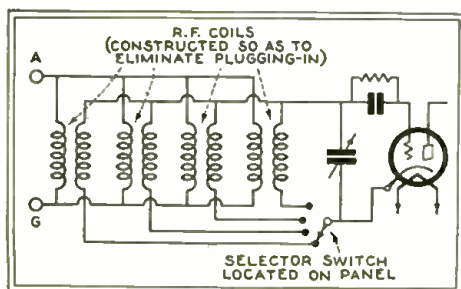 R.F. COILS
(CONSTRUCTED SO AS TO
ELIMINATE PLUGGING-IN)
A
G
SELECTOR SWITCH
LOCATED ON PANEL